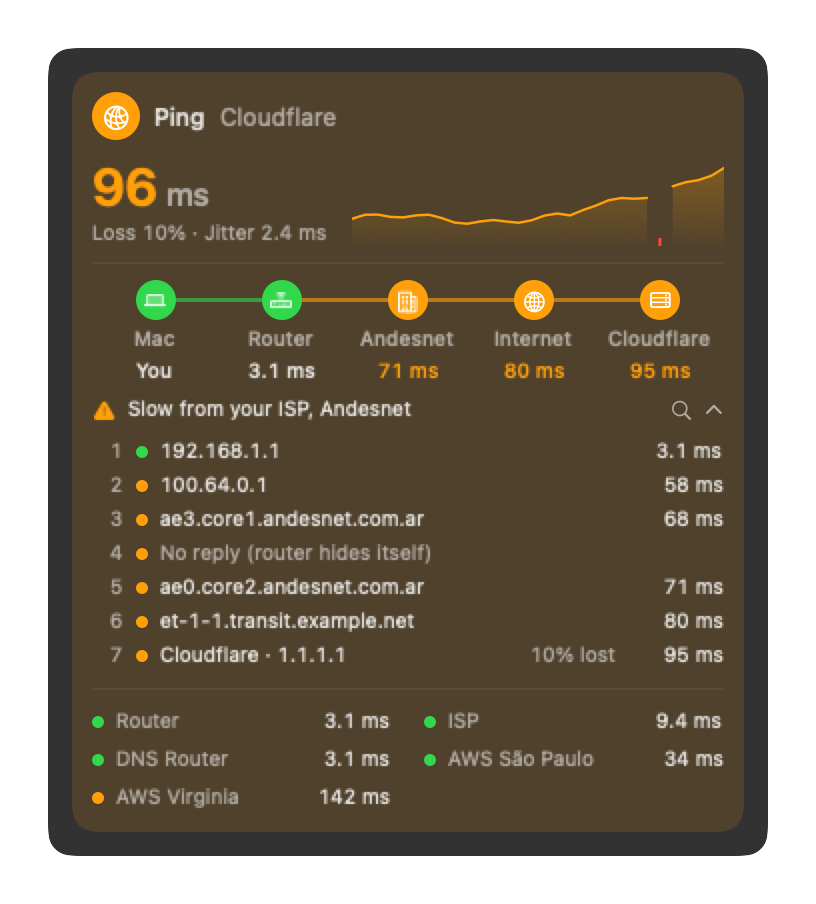 Ping Cloudflare
96 ms
Loss 10% · Jitter 2.4 ms
Mac Router Andesnet Internet Cloudflare
You 3.1 ms 71 ms 80 ms 95 ms
Slow from your ISP, Andesnet
1 192.168.1.1 3.1 ms
2 100.64.0.1 58 ms
3 ae3.core1.andesnet.com.ar 68 ms
4 No reply (router hides itself)
5 ae0.core2.andesnet.com.ar 71 ms
6 et-1-1.transit.example.net 80 ms
7 Cloudflare · 1.1.1.1 10% lost 95 ms
Router 3.1 ms ISP 9.4 ms
DNS Router 3.1 ms AWS São Paulo 34 ms
AWS Virginia 142 ms